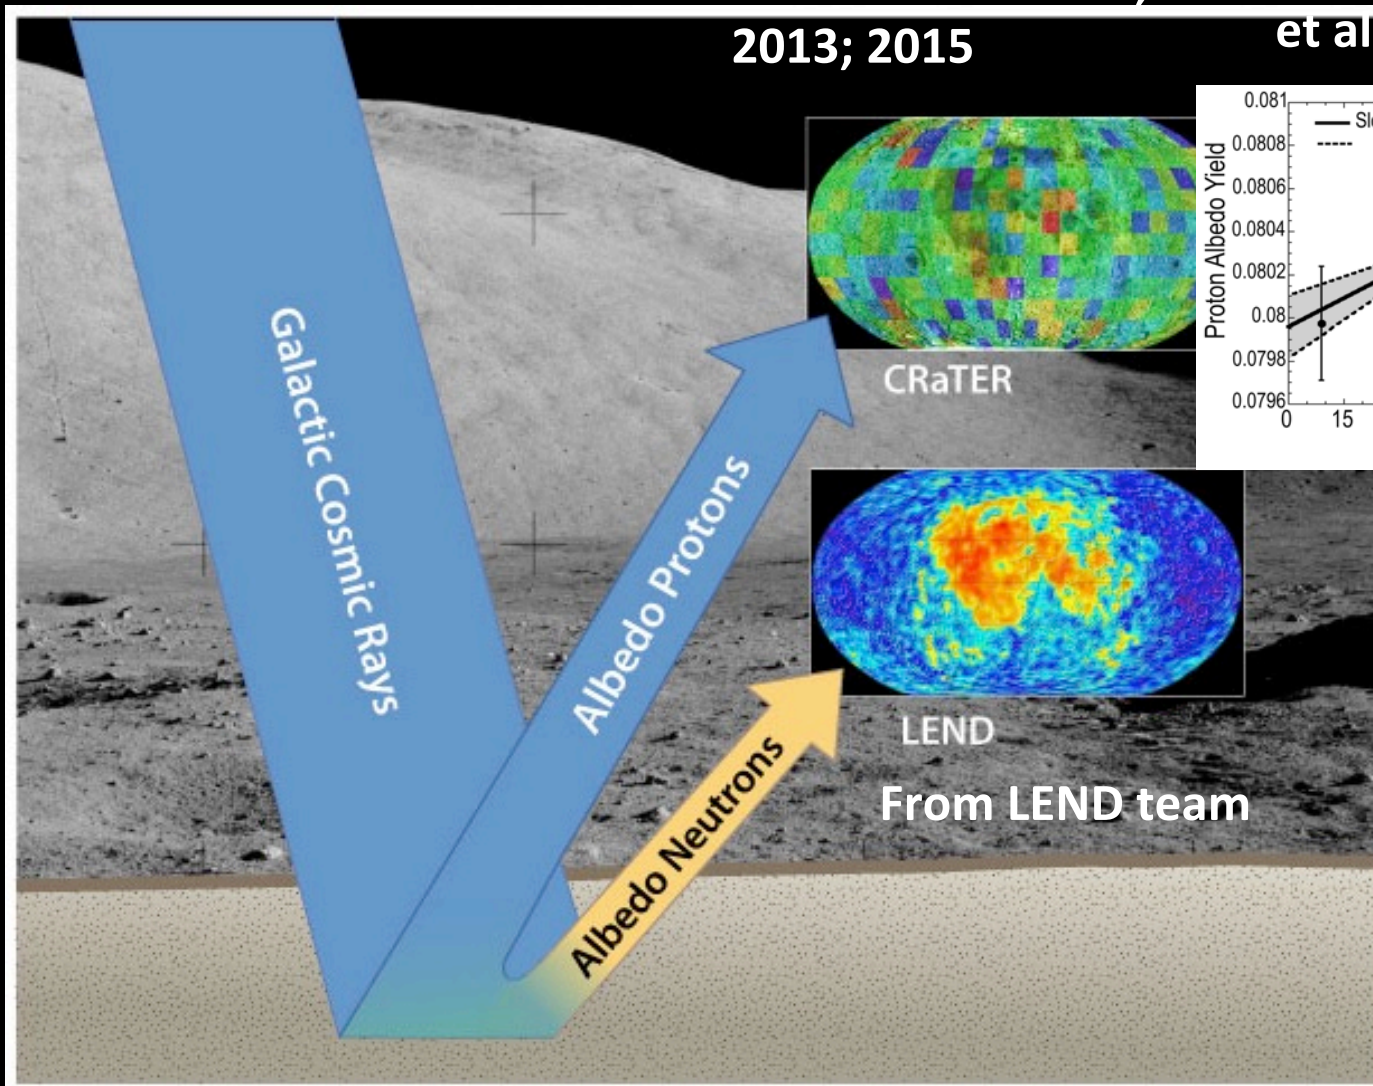 2013; 2015
et al
0.081
0.0808
0.0806
0.0804
0.0802
0.08
0.0798
0.0796
0
15
Proton Albedo Yield
CRaTER
Galactic Cosmic Rays
Albedo Protons
LEND
Albedo Neutrons
From LEND team